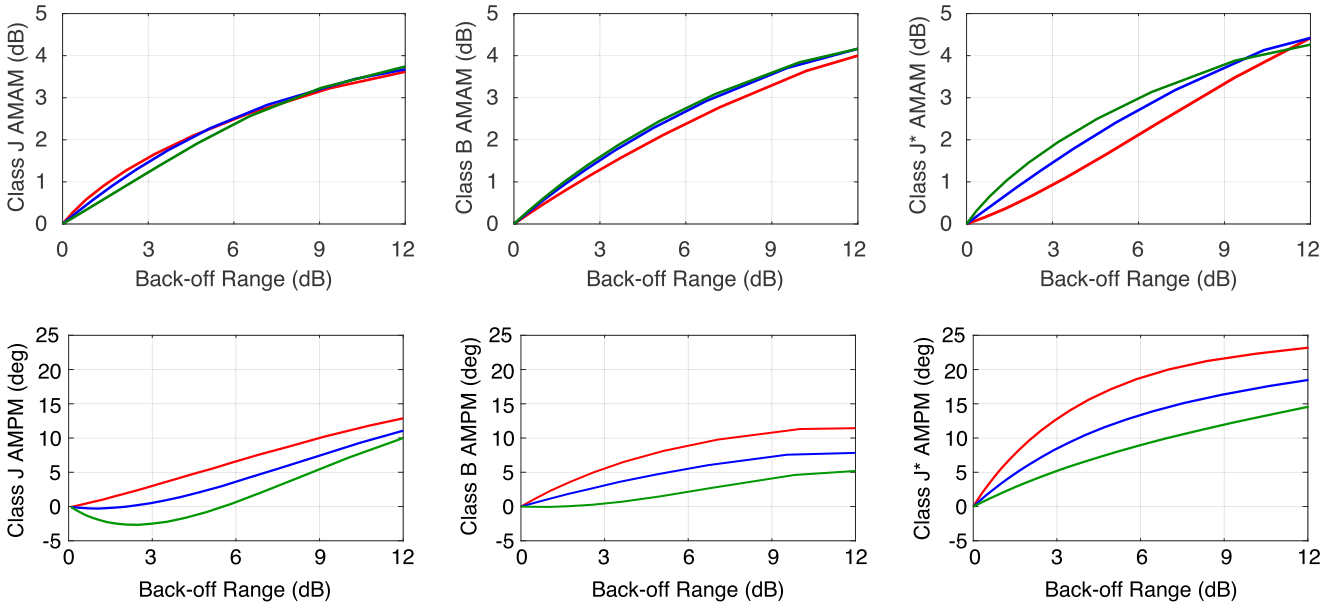 Class J AMAM (dB)
5
4
3
2
1
0
0 3 6 9 12
Back-off Range (dB)
Class B AMAM (dB)
5
4
3
2
1
0
0 3 6 9 12
Back-off Range (dB)
Class J* AMAM (dB)
5
4
3
2
1
0
0 3 6 9 12
Back-off Range (dB)
Class J AMPM (deg)
25
20
15
10
5
0
-5
0 3 6 9 12
Back-off Range (dB)
Class B AMPM (deg)
25
20
15
10
5
0
-5
0 3 6 9 12
Back-off Range (dB)
Class J* AMPM (deg)
25
20
15
10
5
0
-5
0 3 6 9 12
Back-off Range (dB)